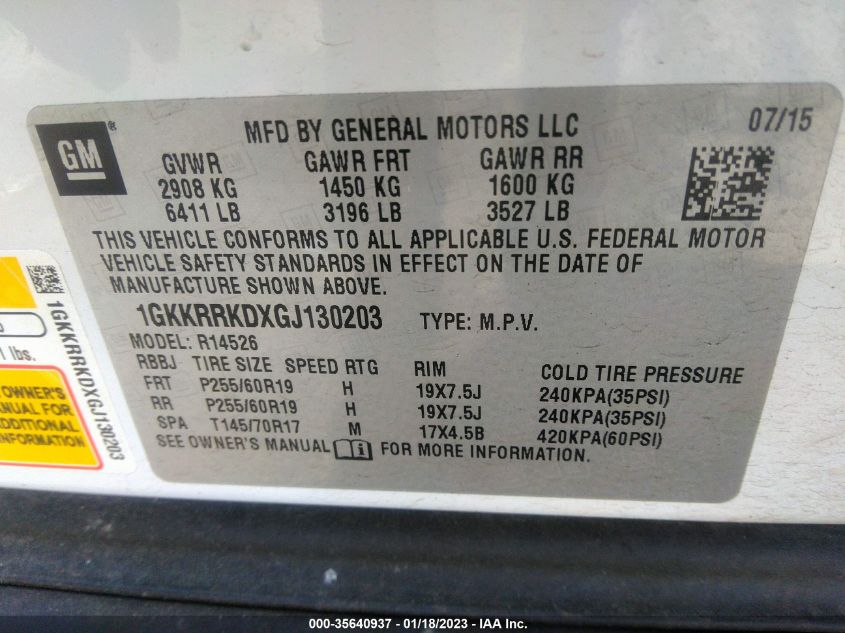 GM®
MFD BY GENERAL MOTORS LLC
07/15
GVWR GAWR FRT GAWR RR
2908 KG 1450 KG 1600 KG
6411 LB 3196 LB 3527 LB
THIS VEHICLE CONFORMS TO ALL APPLICABLE U.S. FEDERAL MOTOR
VEHICLE SAFETY STANDARDS IN EFFECT ON THE DATE OF
MANUFACTURE SHOWN ABOVE.
1GKKRRKDXGJ130203 TYPE: M.P.V.
MODEL: R14526
RBBJ TIRE SIZE SPEED RTG RIM COLD TIRE PRESSURE
FRT P255/60R19 H 19X7.5J 240KPA(35PSI)
RR P255/60R19 H 19X7.5J 240KPA(35PSI)
SPA T145/70R17 M 17X4.5B 420KPA(60PSI)
SEE OWNER'S MANUAL FOR MORE INFORMATION.
1GKKRRKDXGJ130203
lbs.
OWNER'S
ANUAL FOR
ADDITIONAL
INFORMATION
000-35640937 - 01/18/2023 - IAA Inc.